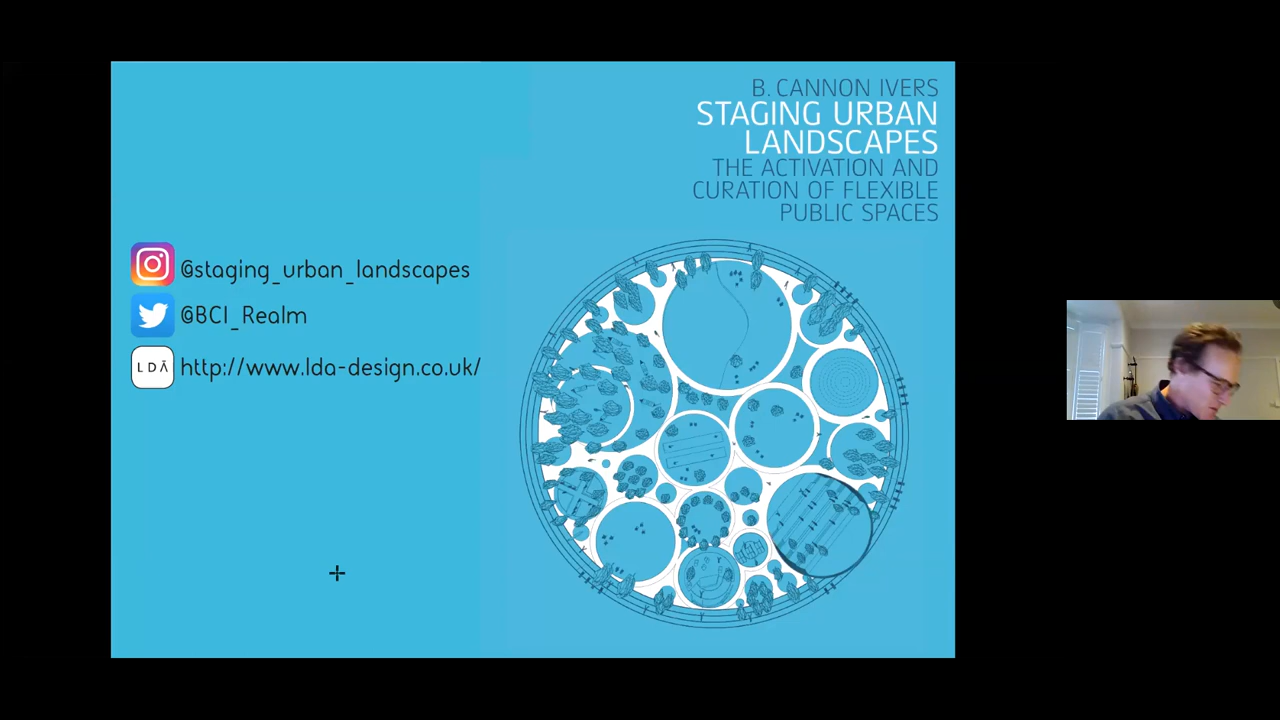 B. CANNON IVERS
STAGING URBAN
LANDSCAPES
THE ACTIVATION AND
CURATION OF FLEXIBLE
PUBLIC SPACES
@staging_urban_landscapes
@BCI_Realm
LDĀ
http://www.lda-design.co.uk/